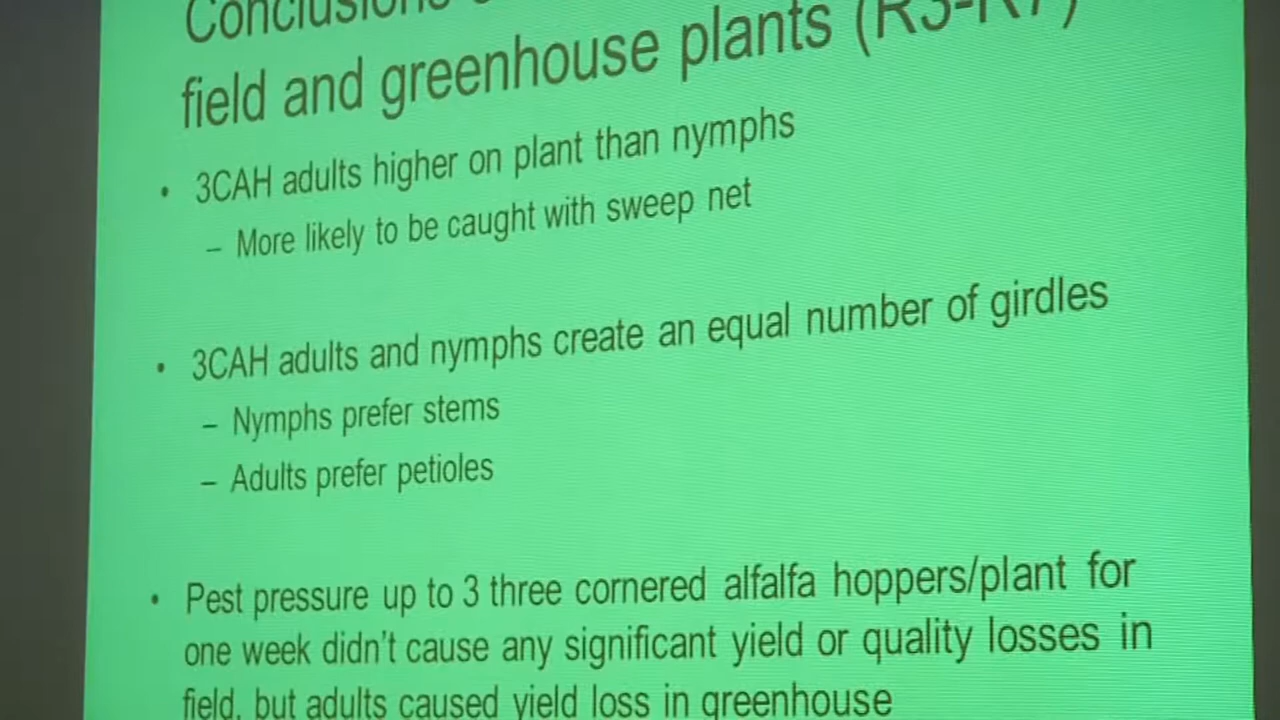 Conclusions
field and greenhouse plants (R3-R7)
• 3CAH adults higher on plant than nymphs
– More likely to be caught with sweep net
• 3CAH adults and nymphs create an equal number of girdles
– Nymphs prefer stems
– Adults prefer petioles
• Pest pressure up to 3 three cornered alfalfa hoppers/plant for
one week didn't cause any significant yield or quality losses in
field, but adults caused yield loss in greenhouse